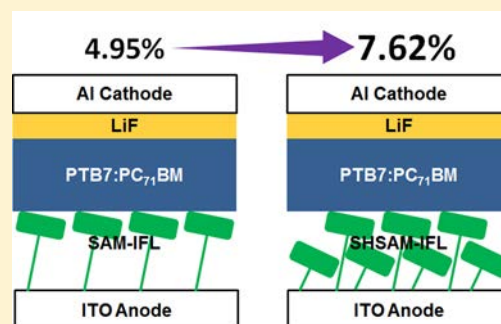 4.95% 7.62%
Al Cathode Al Cathode
LiF LiF
PTB7:PC₇₁BM PTB7:PC₇₁BM
SAM-IFL SHSAM-IFL
ITO Anode ITO Anode